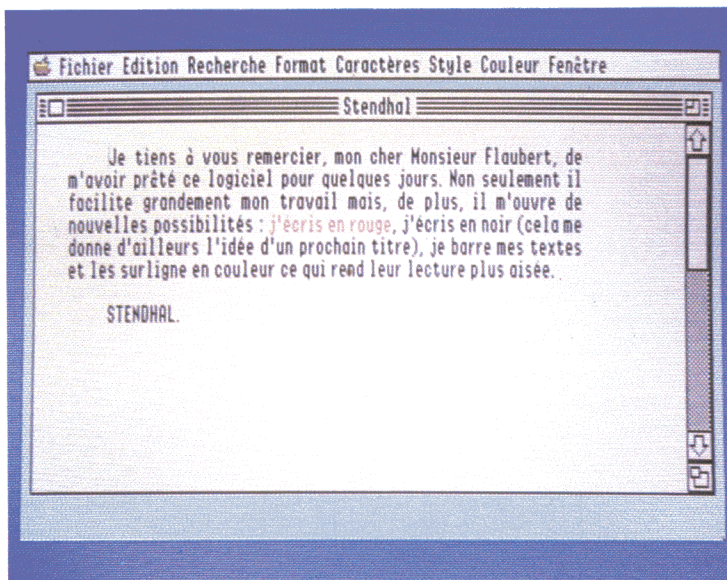 Fichier Edition Recherche Format Caractères Style Couleur Fenêtre
Stendhal
Je tiens à vous remercier, mon cher Monsieur Flaubert, de
m'avoir prêté ce logiciel pour quelques jours. Non seulement il
facilite grandement mon travail mais, de plus, il m'ouvre de
nouvelles possibilités : j'écris en rouge, j'écris en noir (cela me
donne d'ailleurs l'idée d'un prochain titre), je barre mes textes
et les surligne en couleur ce qui rend leur lecture plus aisée.
STENDHAL.